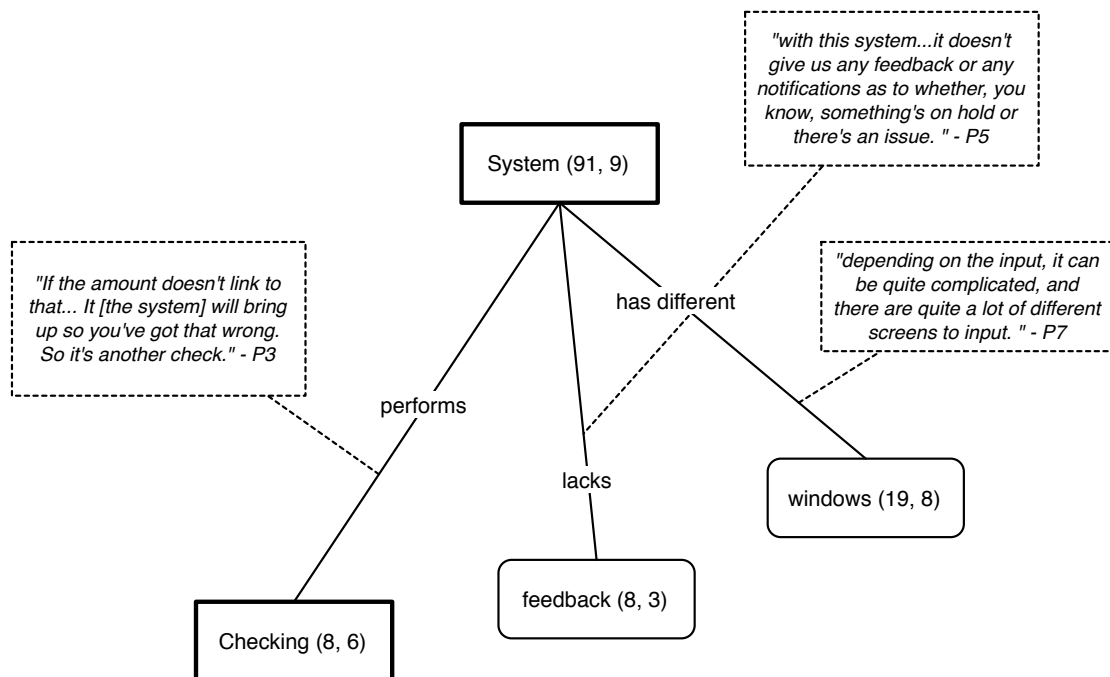 "with this system...it doesn't
give us any feedback or any
notifications as to whether, you
know, something's on hold or
there's an issue. " - P5
System (91, 9)
"If the amount doesn't link to
that... It [the system] will bring
up so you've got that wrong.
So it's another check." - P3
"depending on the input, it can
be quite complicated, and
there are quite a lot of different
screens to input. " - P7
has different
performs
lacks
windows (19, 8)
feedback (8, 3)
Checking (8, 6)